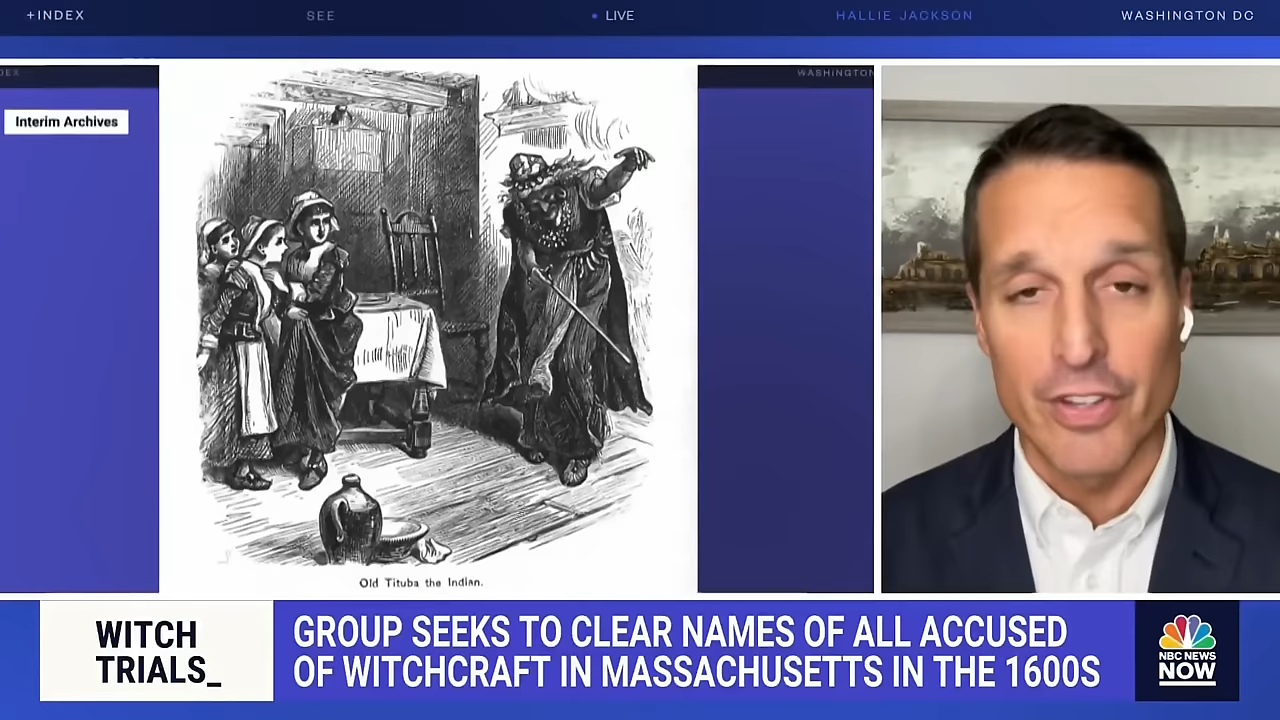 +INDEX
SEE
• LIVE
HALLIE JACKSON
WASHINGTON DC
WASHINGTON
Interim Archives
Old Tituba the Indian.
WITCH
TRIALS_
GROUP SEEKS TO CLEAR NAMES OF ALL ACCUSED
OF WITCHCRAFT IN MASSACHUSETTS IN THE 1600S
NBC NEWS
NOW